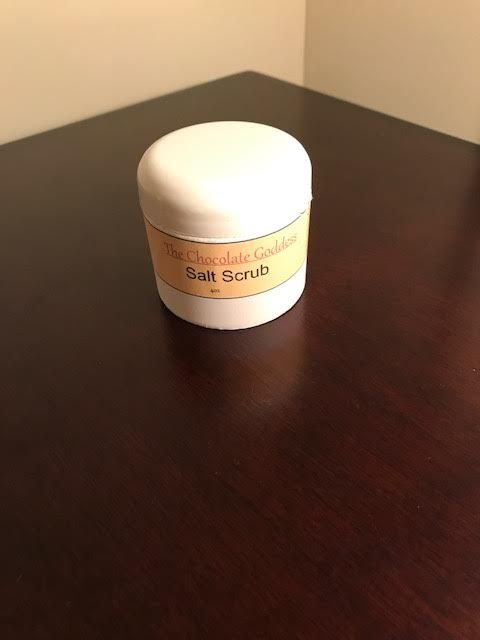 The Chocolate Goddess
Salt Scrub
4oz